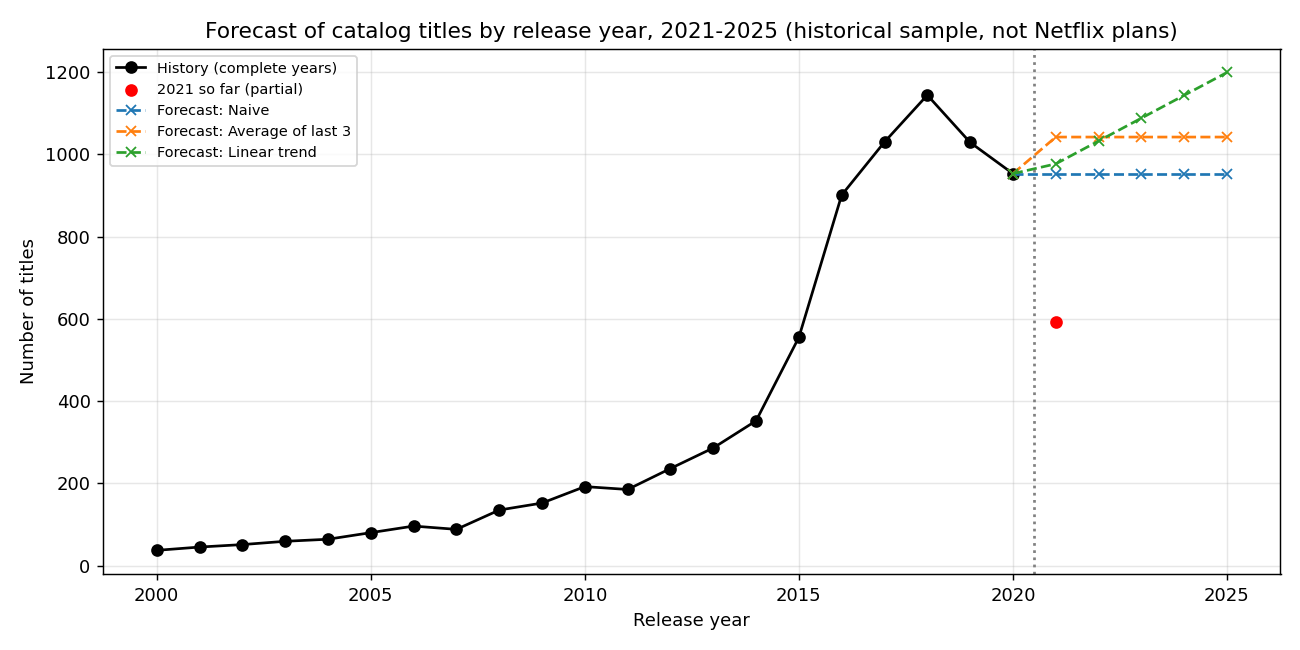 Forecast of catalog titles by release year, 2021-2025 (historical sample, not Netflix plans)
History (complete years)
2021 so far (partial)
Forecast: Naive
Forecast: Average of last 3
Forecast: Linear trend
Number of titles
1200
1000
800
600
400
200
0
2000
2005
2010
2015
2020
2025
Release year